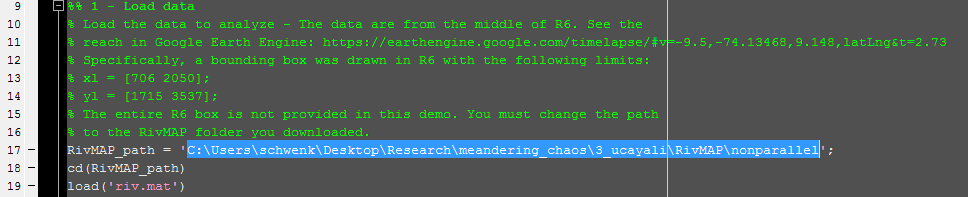 9 %% 1 - Load data
10 % Load the data to analyze - The data are from the middle of R6. See the
11 % reach in Google Earth Engine: https://earthengine.google.com/timelapse/#v=-9.5,-74.13468,9.148,latLng&t=2.73
12 % Specifically, a bounding box was drawn in R6 with the following limits:
13 % xl = [706 2050];
14 % yl = [1715 3537];
15 % The entire R6 box is not provided in this demo. You must change the path
16 % to the RivMAP folder you downloaded.
17 RivMAP_path = 'C:\Users\schwenk\Desktop\Research\meandering_chaos\3_ucayali\RivMAP\nonparallel';
18 cd(RivMAP_path)
19 load('riv.mat')